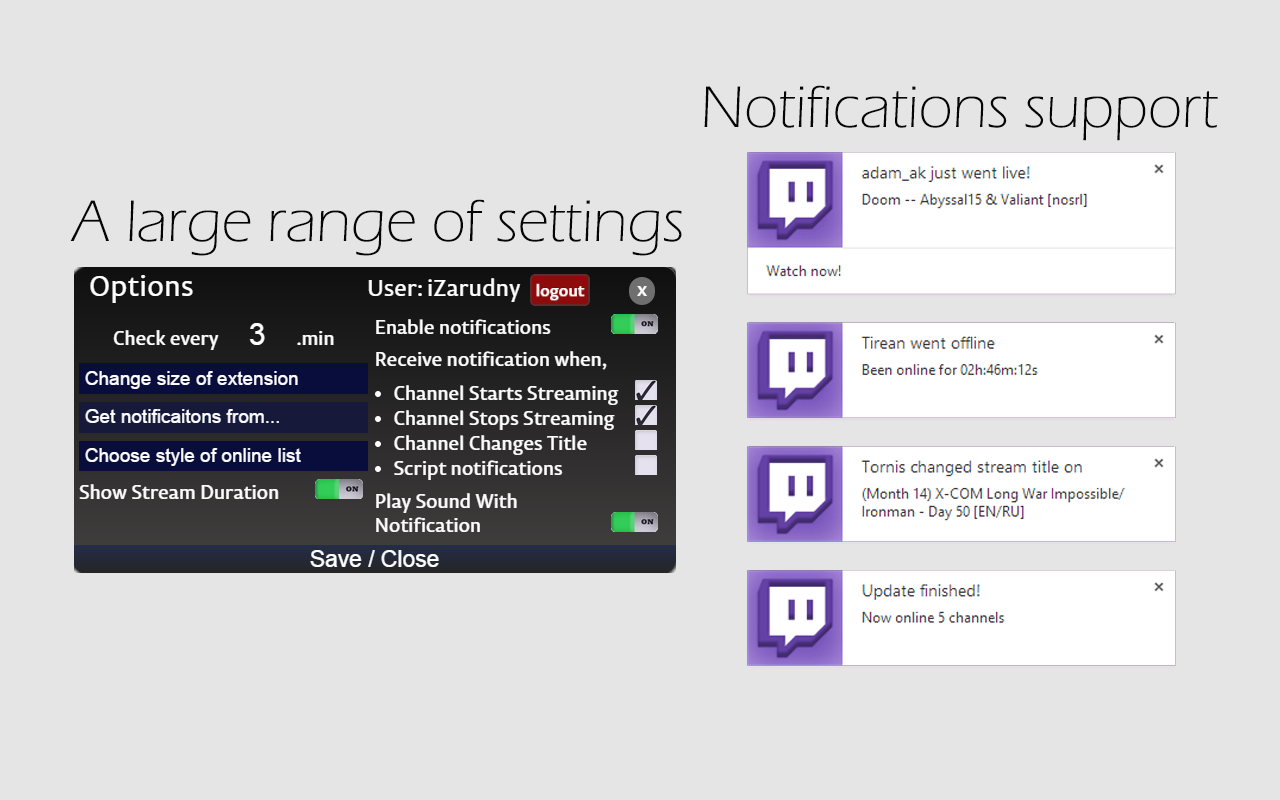 A large range of settings
Options
User: iZarudny
logout
x
Check every 3 .min
Change size of extension
Get notificaitons from...
Choose style of online list
Show Stream Duration
ON
Enable notifications
ON
Receive notification when,
• Channel Starts Streaming
• Channel Stops Streaming
• Channel Changes Title
• Script notifications
Play Sound With
Notification
ON
Save / Close
Notifications support
adam_ak just went live!
Doom -- Abyssal15 & Valiant [nosrl]
Watch now!
Tirean went offline
Been online for 02h:46m:12s
Tornis changed stream title on
(Month 14) X-COM Long War Impossible/
Ironman - Day 50 [EN/RU]
Update finished!
Now online 5 channels